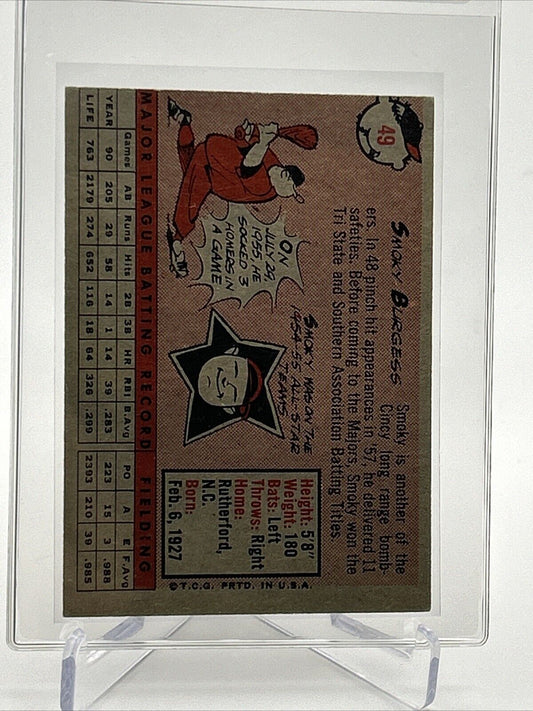 49
SMOKY BURGESS
Smoky is another of the
Cincy long range bomb-
ers. In 48 pinch hit appearances in '57, he delivered 11
safeties. Before coming to the Majors, Smoky won the
Tri State and Southern Association Batting Titles.
ON
JULY 29,
1955 HE
SOCKED 3
HOMERS IN
A GAME.
SMOKY WAS ON THE
1954-55 ALL-STAR
TEAMS
Height: 5'8"
Weight: 180
Bats: Left
Throws: Right
Home:
Rutherford,
N.C.
Born:
Feb. 6, 1927
©T.C.G. PRTD. IN U.S.A.
MAJOR LEAGUE BATTING RECORD FIELDING
Games AB Runs Hits 2B 3B HR RBI B.Avg PO A E F.Avg
YEAR 90 205 29 58 14 1 14 39 .283 223 15 3 .988
LIFE 763 2179 274 652 116 18 64 326 .299 2393 210 39 .985